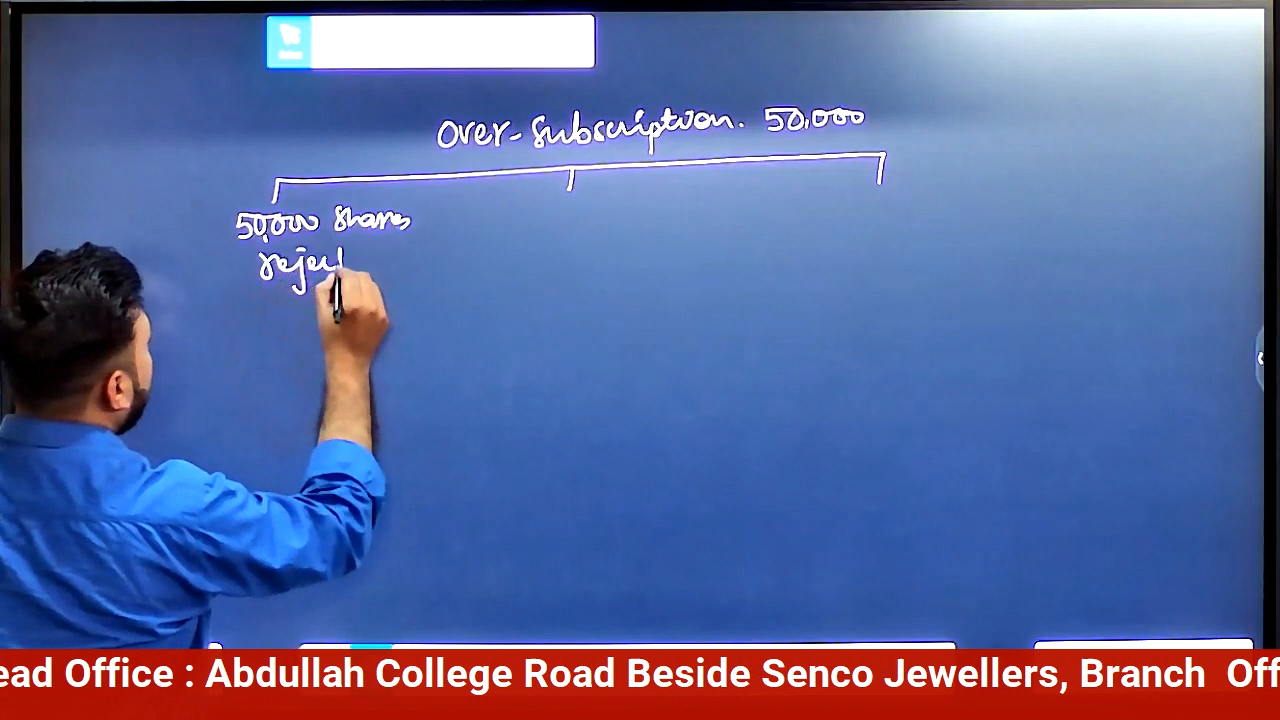 Over-Subscription. 50,000
50,000 Shares
reject
ead Office : Abdullah College Road Beside Senco Jewellers, Branch Off